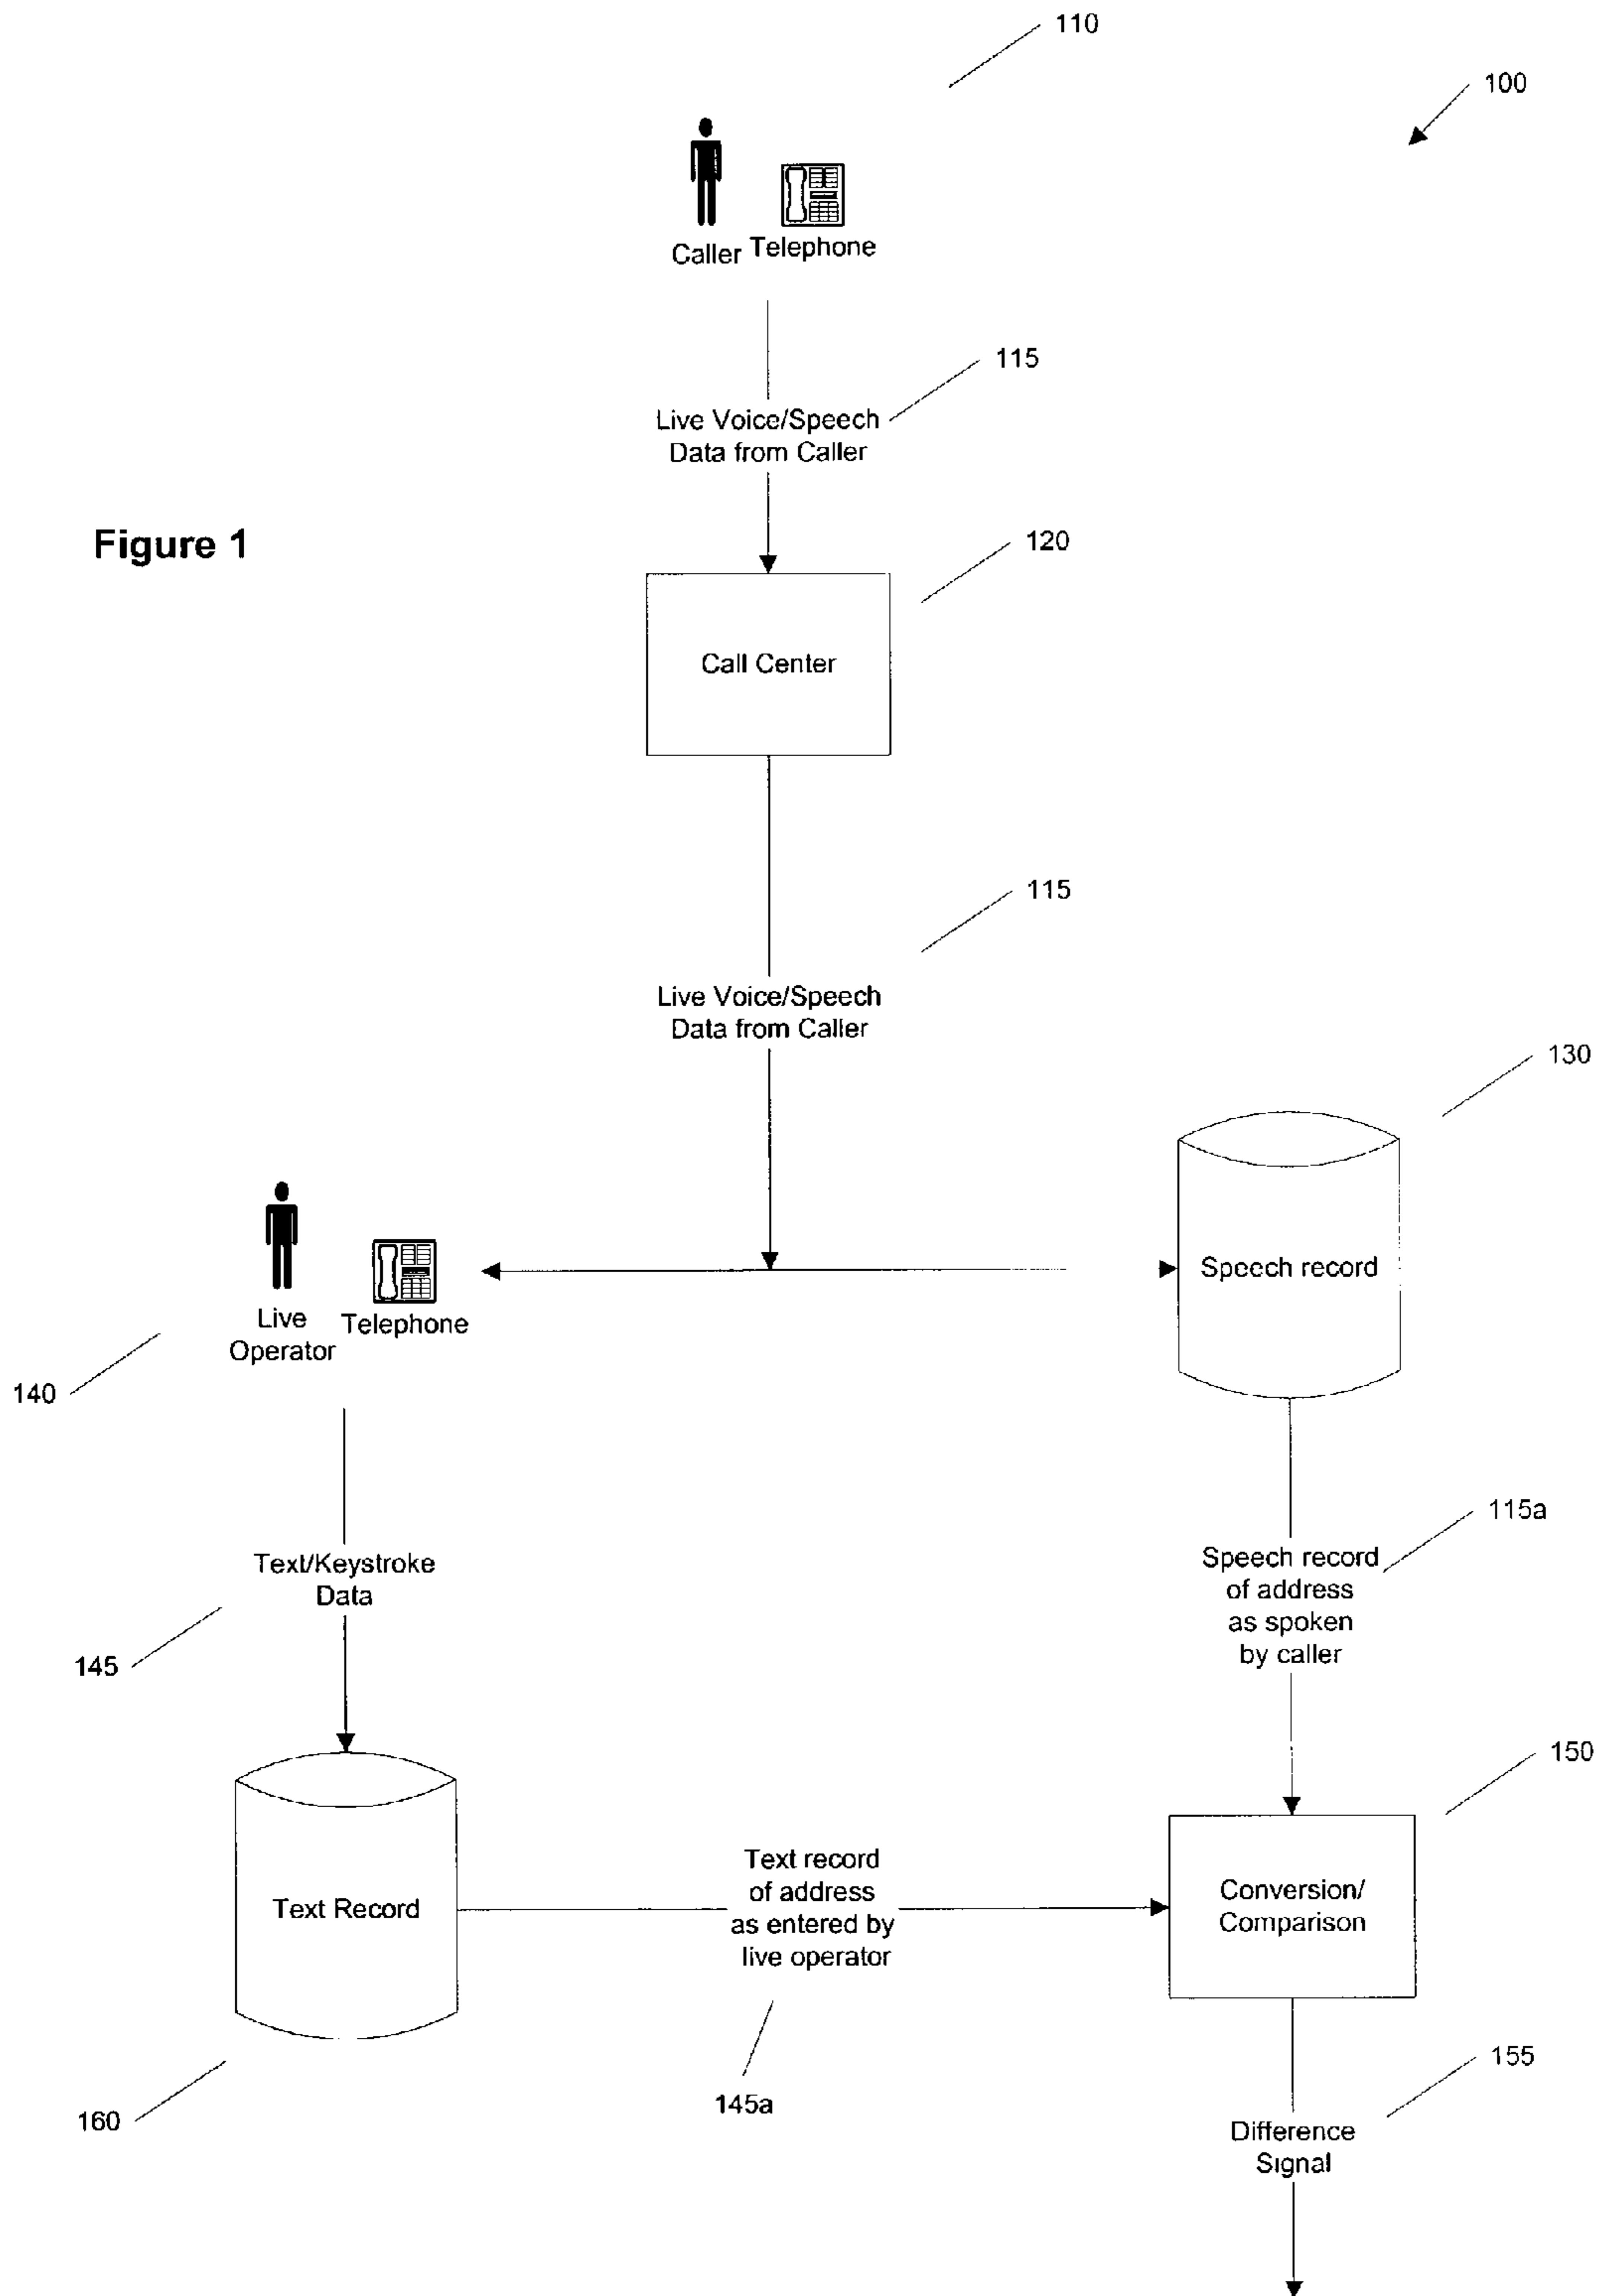 110
100
Caller Telephone
115
Live Voice/Speech
Data from Caller
Figure 1
120
Call Center
115
Live Voice/Speech
Data from Caller
130
Speech record
Live
Operator
Telephone
140
115a
Text/Keystroke
Data
Speech record
of address
as spoken
by caller
145
150
Text record
of address
as entered by
live operator
Conversion/
Comparison
Text Record
155
145a
160
Difference
Signal